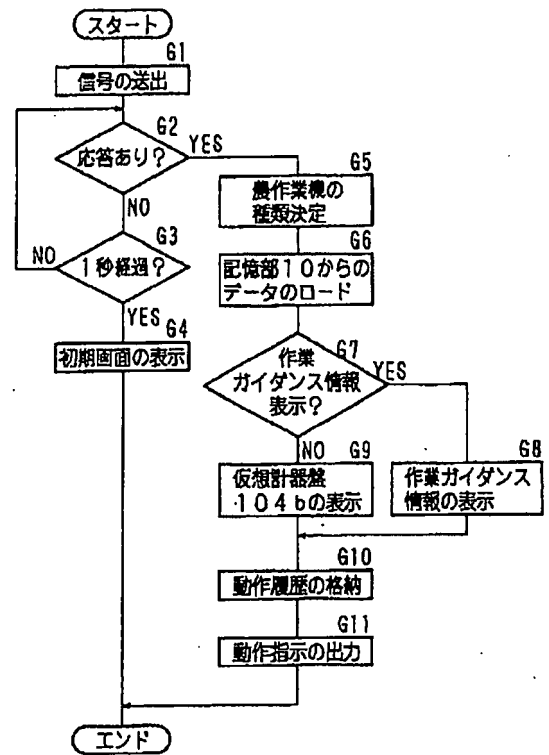 スタート
G1
信号の送出
G2
応答あり?
YES
NO
G3
1秒経過?
NO
YES
G4
初期画面の表示
G5
農作業機の
種類決定
G6
記憶部10からの
データのロード
G7
作業
ガイダンス情報
表示?
YES
NO
G9
仮想計器盤
104bの表示
G8
作業ガイダンス
情報の表示
G10
動作履歴の格納
G11
動作指示の出力
エンド